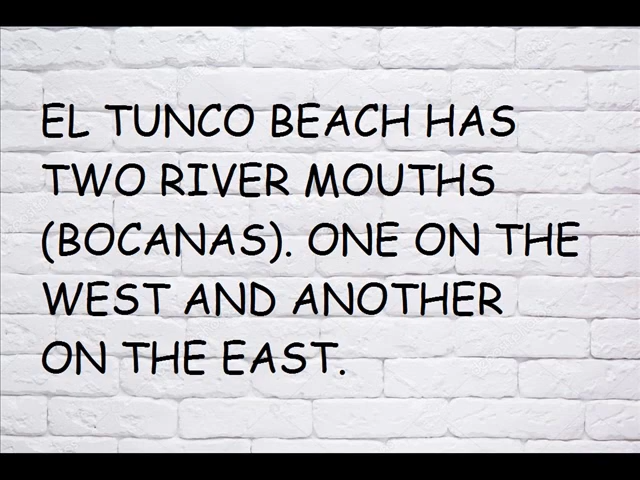 EL TUNCO BEACH HAS
TWO RIVER MOUTHS
(BOCANAS). ONE ON THE
WEST AND ANOTHER
ON THE EAST.